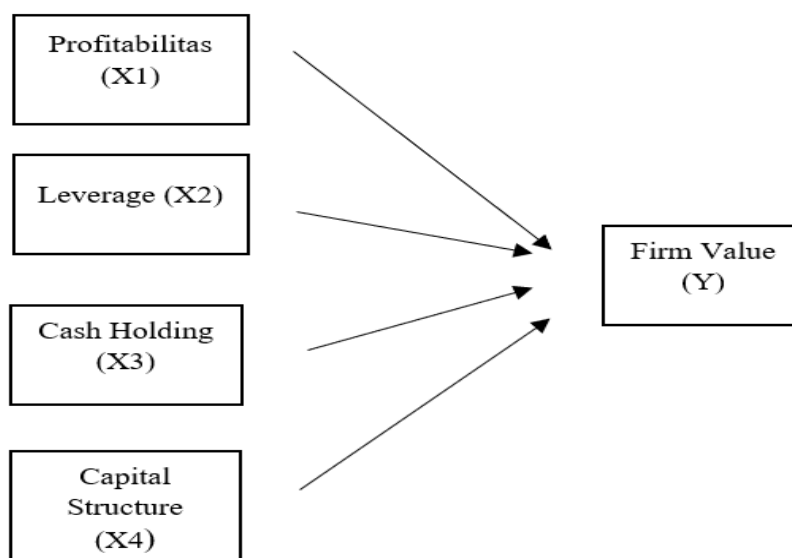 Profitabilitas
(X1)
Leverage (X2)
Cash Holding
(X3)
Capital
Structure
(X4)
Firm Value
(Y)